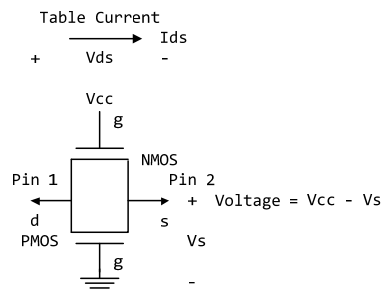 Table Current
Ids
+ Vds -
Vcc
g
NMOS
Pin 1 Pin 2
+ Voltage = Vcc - Vs
d s
PMOS Vs
g
-